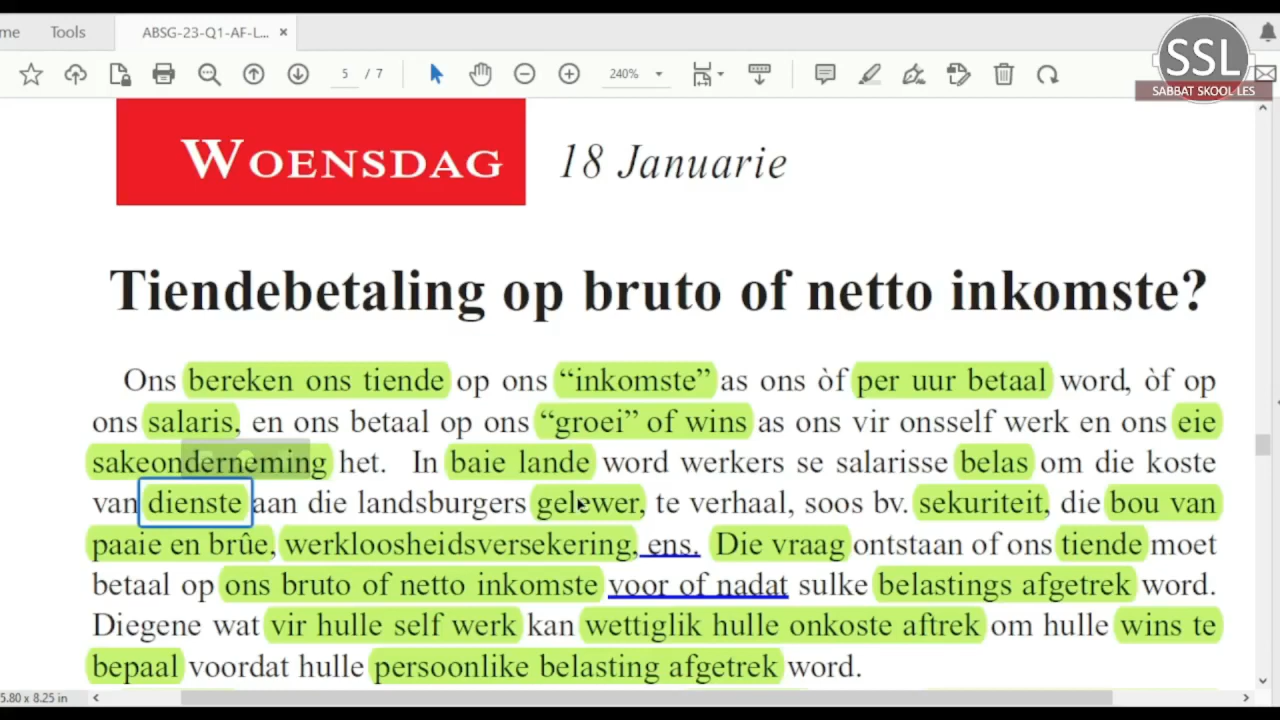 me Tools ABSG-23-Q1-AF-L... ×
5 / 7 240%
SSL
SABBAT SKOOL LES
WOENSDAG 18 Januarie
Tiendebetaling op bruto of netto inkomste?
Ons bereken ons tiende op ons “inkomste” as ons òf per uur betaal word, òf op
ons salaris, en ons betaal op ons “groei” of wins as ons vir onsself werk en ons eie
sakeonderneming het. In baie lande word werkers se salarisse belas om die koste
van dienste aan die landsburgers gelewer, te verhaal, soos bv. sekuriteit, die bou van
paaie en brûe, werkloosheidsversekering, ens. Die vraag ontstaan of ons tiende moet
betaal op ons bruto of netto inkomste voor of nadat sulke belastings afgetrek word.
Diegene wat vir hulle self werk kan wettiglik hulle onkoste aftrek om hulle wins te
bepaal voordat hulle persoonlike belasting afgetrek word.
5.80 x 8.25 in